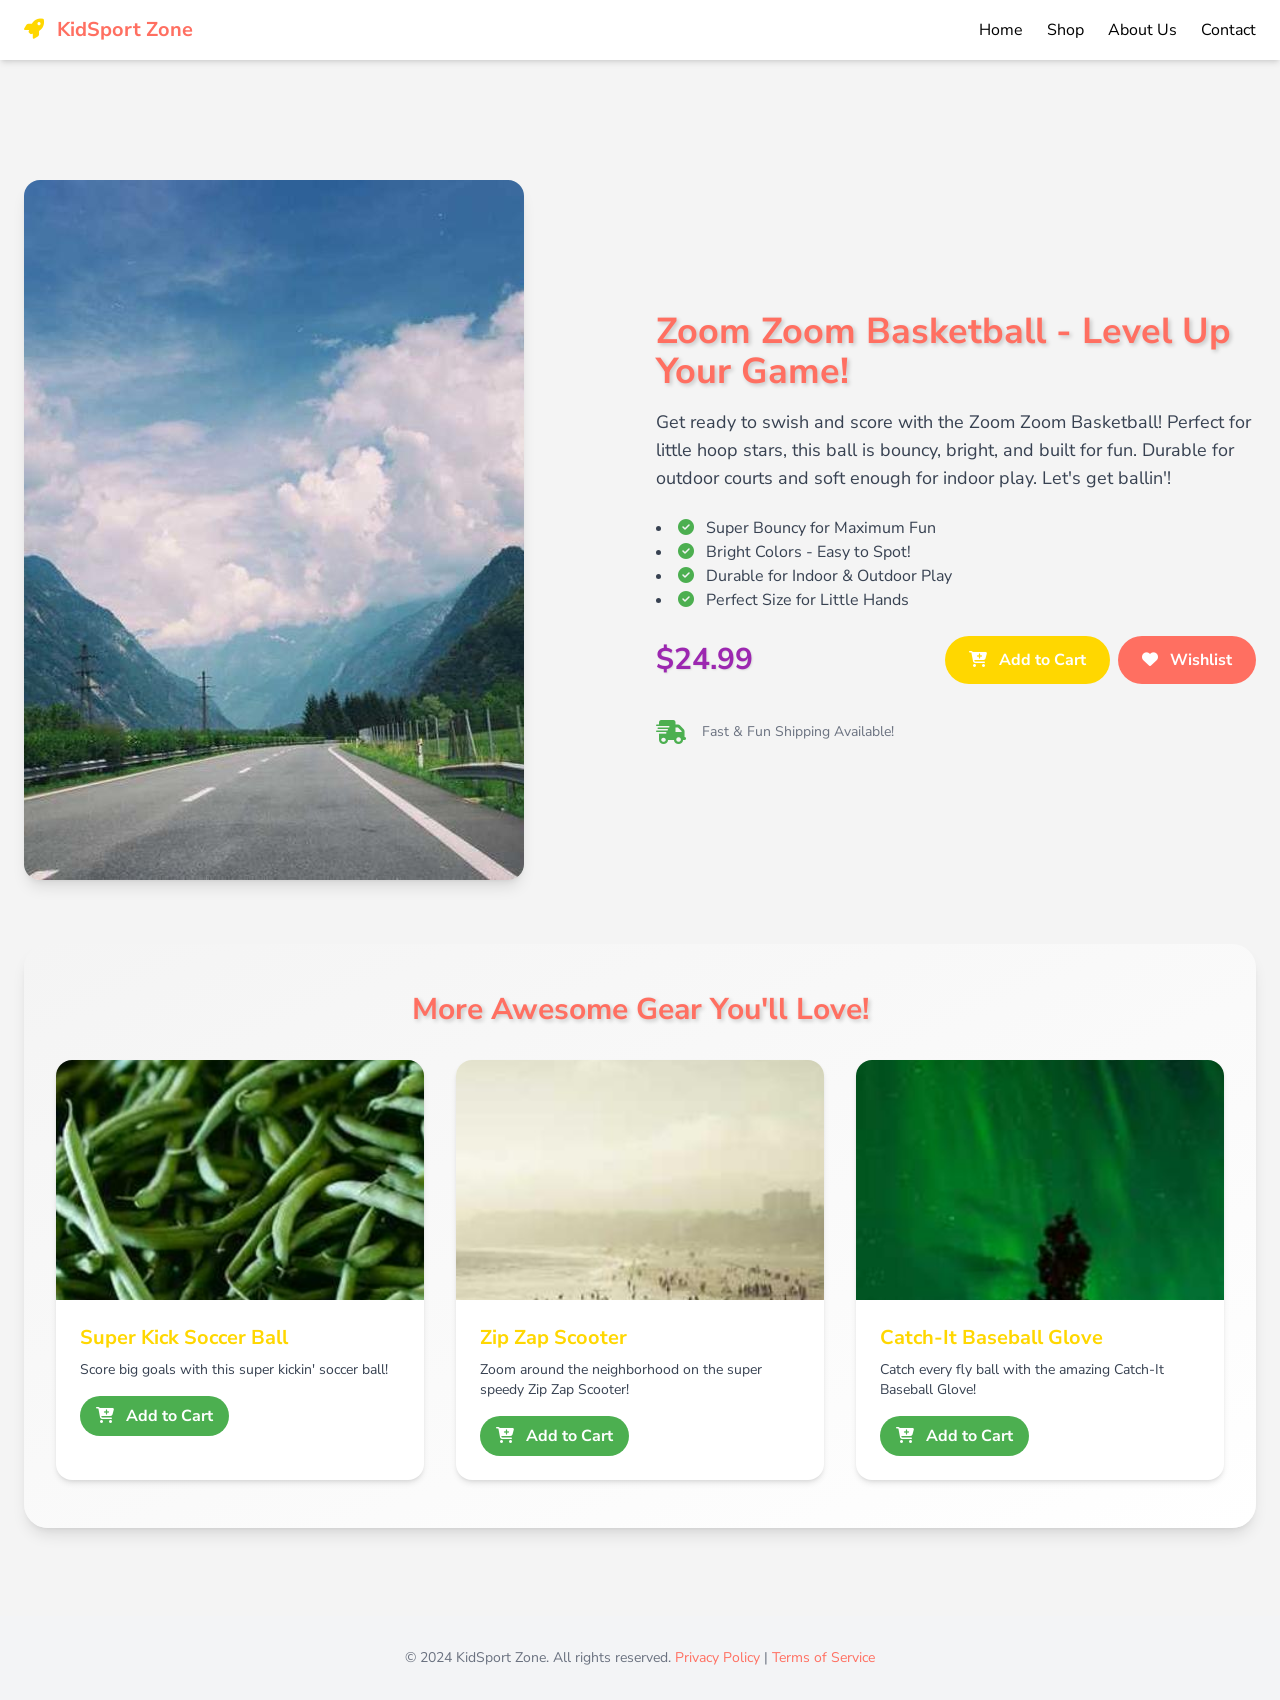 KidSport Zone
Home
Shop
About Us
Contact
Zoom Zoom Basketball - Level Up
Your Game!
Get ready to swish and score with the Zoom Zoom Basketball! Perfect for
little hoop stars, this ball is bouncy, bright, and built for fun. Durable for
outdoor courts and soft enough for indoor play. Let's get ballin'!
Super Bouncy for Maximum Fun
Bright Colors - Easy to Spot!
Durable for Indoor & Outdoor Play
Perfect Size for Little Hands
$24.99
Add to Cart
Wishlist
Fast & Fun Shipping Available!
More Awesome Gear You'll Love!
Super Kick Soccer Ball
Score big goals with this super kickin' soccer ball!
Add to Cart
Zip Zap Scooter
Zoom around the neighborhood on the super
speedy Zip Zap Scooter!
Add to Cart
Catch-It Baseball Glove
Catch every fly ball with the amazing Catch-It
Baseball Glove!
Add to Cart
© 2024 KidSport Zone. All rights reserved. Privacy Policy | Terms of Service